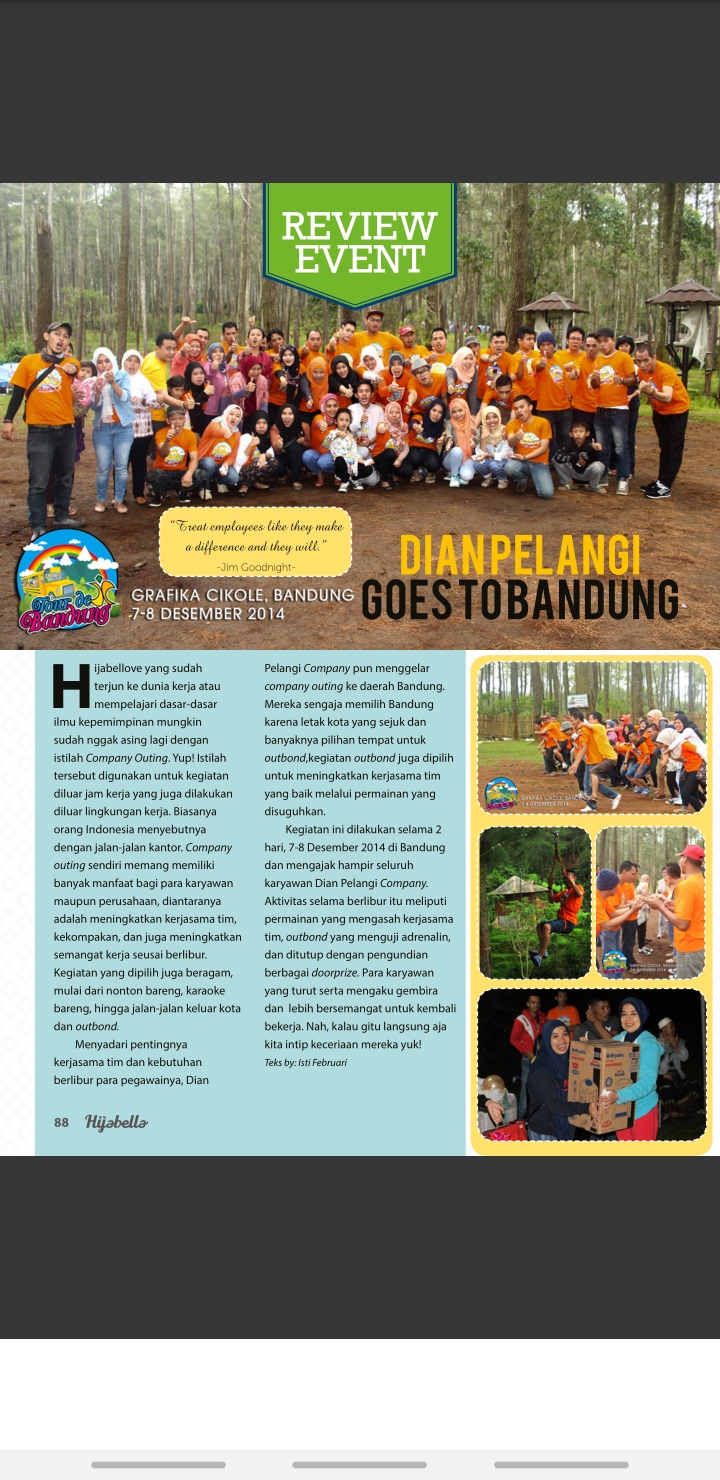 REVIEW
EVENT
“Treat employees like they make
a difference and they will.”
-Jim Goodnight-
Tour de
Bandung
GRAFIKA CIKOLE, BANDUNG
7-8 DESEMBER 2014
DIAN PELANGI
GOES TO BANDUNG
Hijabellove yang sudah
terjun ke dunia kerja atau
mempelajari dasar-dasar
ilmu kepemimpinan mungkin
sudah nggak asing lagi dengan
istilah Company Outing. Yup! Istilah
tersebut digunakan untuk kegiatan
diluar jam kerja yang juga dilakukan
diluar lingkungan kerja. Biasanya
orang Indonesia menyebutnya
dengan jalan-jalan kantor. Company
outing sendiri memang memiliki
banyak manfaat bagi para karyawan
maupun perusahaan, diantaranya
adalah meningkatkan kerjasama tim,
kekompakan, dan juga meningkatkan
semangat kerja seusai berlibur.
Kegiatan yang dipilih juga beragam,
mulai dari nonton bareng, karaoke
bareng, hingga jalan-jalan keluar kota
dan outbond.
Menyadari pentingnya
kerjasama tim dan kebutuhan
berlibur para pegawainya, Dian
Pelangi Company pun menggelar
company outing ke daerah Bandung.
Mereka sengaja memilih Bandung
karena letak kota yang sejuk dan
banyaknya pilihan tempat untuk
outbond,kegiatan outbond juga dipilih
untuk meningkatkan kerjasama tim
yang baik melalui permainan yang
disuguhkan.
Kegiatan ini dilakukan selama 2
hari, 7-8 Desember 2014 di Bandung
dan mengajak hampir seluruh
karyawan Dian Pelangi Company.
Aktivitas selama berlibur itu meliputi
permainan yang mengasah kerjasama
tim, outbond yang menguji adrenalin,
dan ditutup dengan pengundian
berbagai doorprize. Para karyawan
yang turut serta mengaku gembira
dan lebih bersemangat untuk kembali
bekerja. Nah, kalau gitu langsung aja
kita intip keceriaan mereka yuk!
Teks by: Isti Februari
88 Hijabella
GRAFIKA CIKOLE, BANDUNG
7-8 DESEMBER 2014
GRAFIKA CIKOLE, BANDUNG
7-8 DESEMBER 2014
Miyako